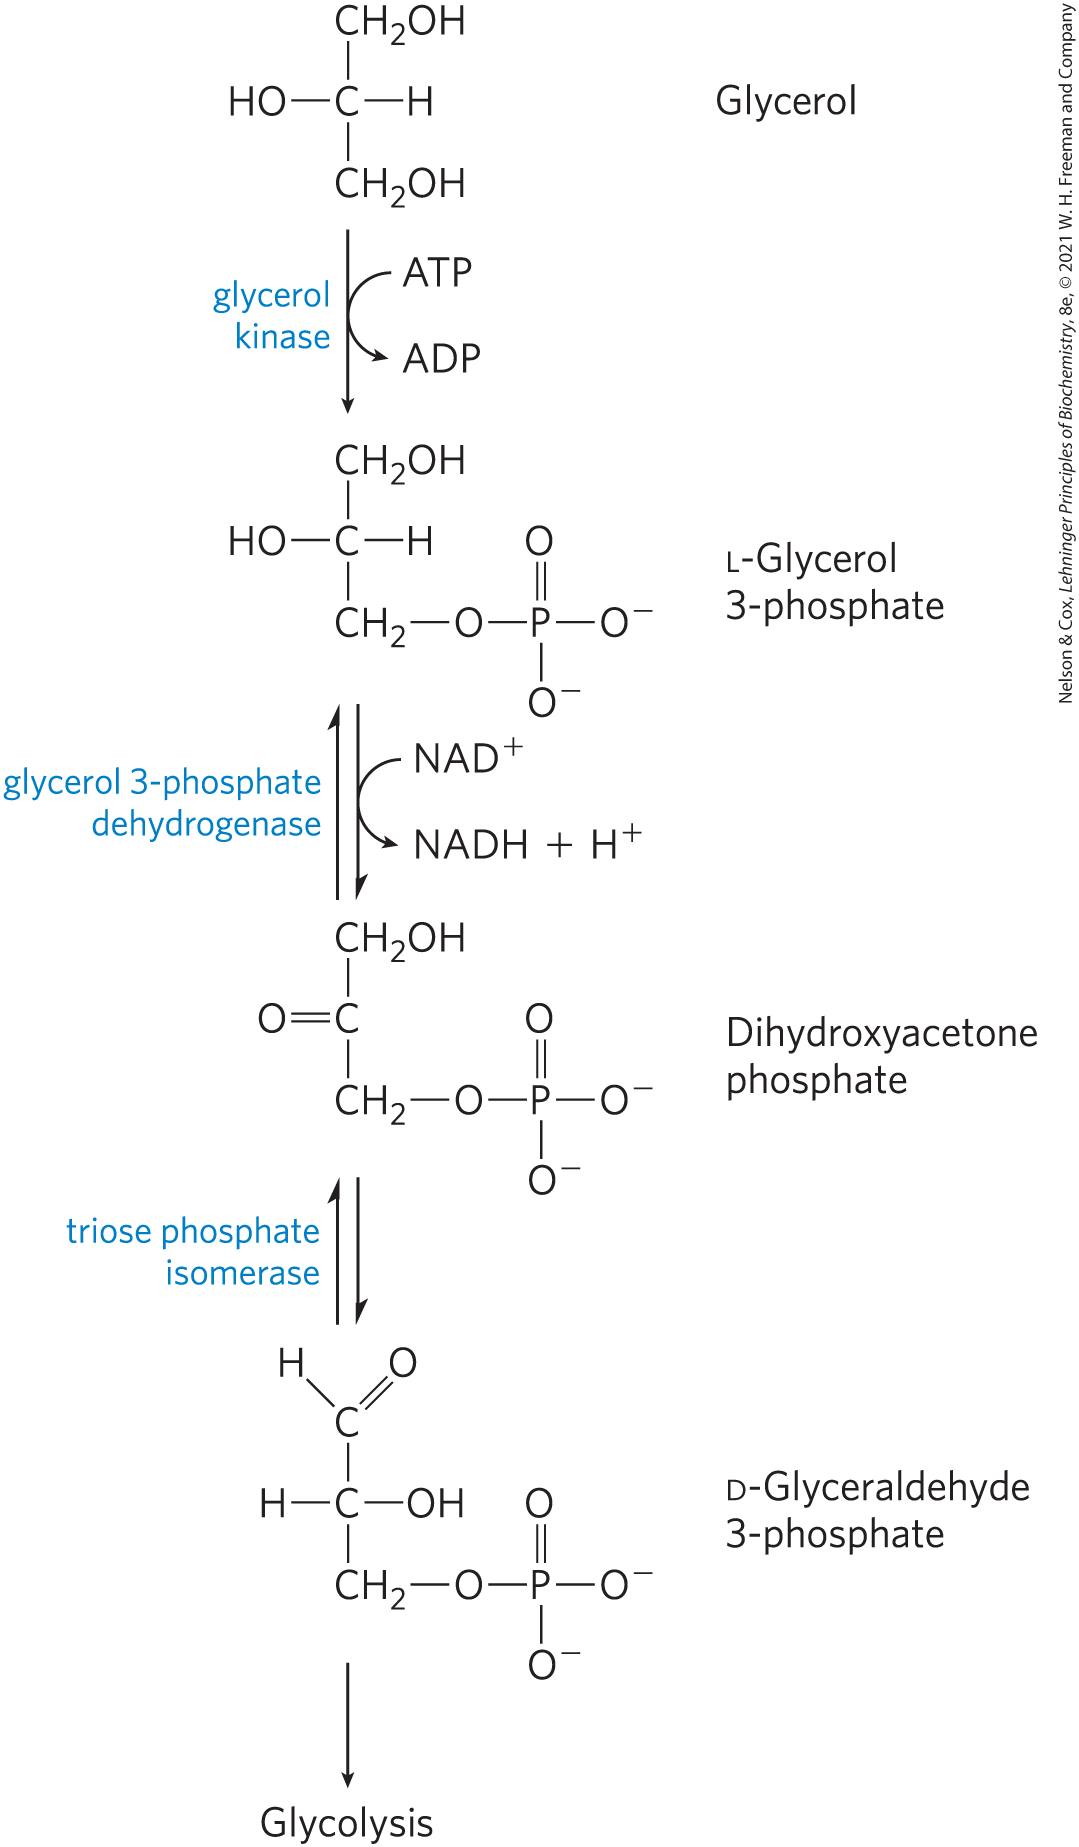 CH2OH
HO—C—H
CH2OH
Glycerol
glycerol
kinase
ATP
ADP
CH2OH
HO—C—H
O
CH2—O—P—O−
O−
L-Glycerol
3-phosphate
glycerol 3-phosphate
dehydrogenase
NAD+
NADH + H+
CH2OH
O=C
O
CH2—O—P—O−
O−
Dihydroxyacetone
phosphate
triose phosphate
isomerase
H O
C
H—C—OH
O
CH2—O—P—O−
O−
D-Glyceraldehyde
3-phosphate
Glycolysis
Nelson & Cox, Lehninger Principles of Biochemistry, 8e, © 2021 W. H. Freeman and Company